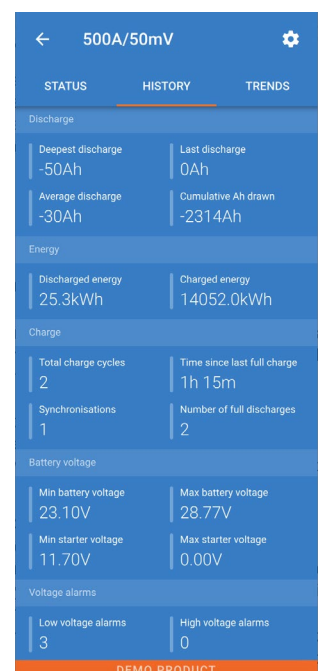 500A/50mV
STATUS HISTORY TRENDS
Discharge
Deepest discharge Last discharge
-50Ah 0Ah
Average discharge Cumulative Ah drawn
-30Ah -2314Ah
Energy
Discharged energy Charged energy
25.3kWh 14052.0kWh
Charge
Total charge cycles Time since last full charge
2 1h 15m
Synchronisations Number of full discharges
1 2
Battery voltage
Min battery voltage Max battery voltage
23.10V 28.77V
Min starter voltage Max starter voltage
11.70V 0.00V
Voltage alarms
Low voltage alarms High voltage alarms
3 0
DEMO PRODUCT